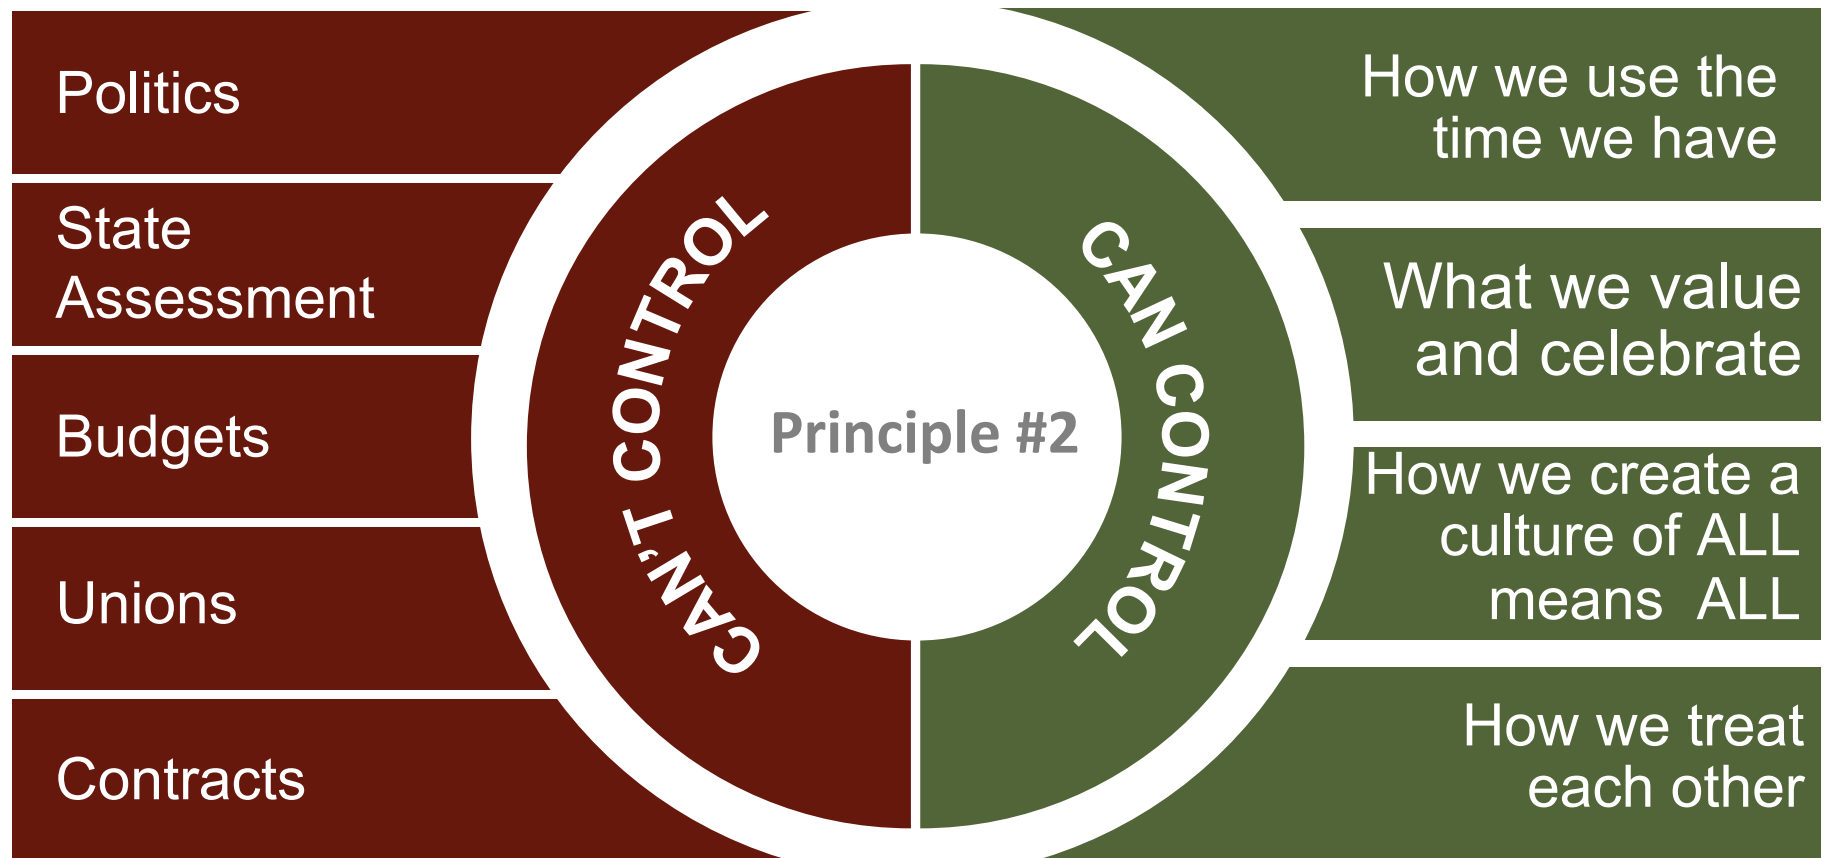 Politics
State
Assessment
Budgets
Unions
Contracts
CAN'T CONTROL
Principle #2
CAN CONTROL
How we use the
time we have
What we value
and celebrate
How we create a
culture of ALL
means  ALL
How we treat
each other